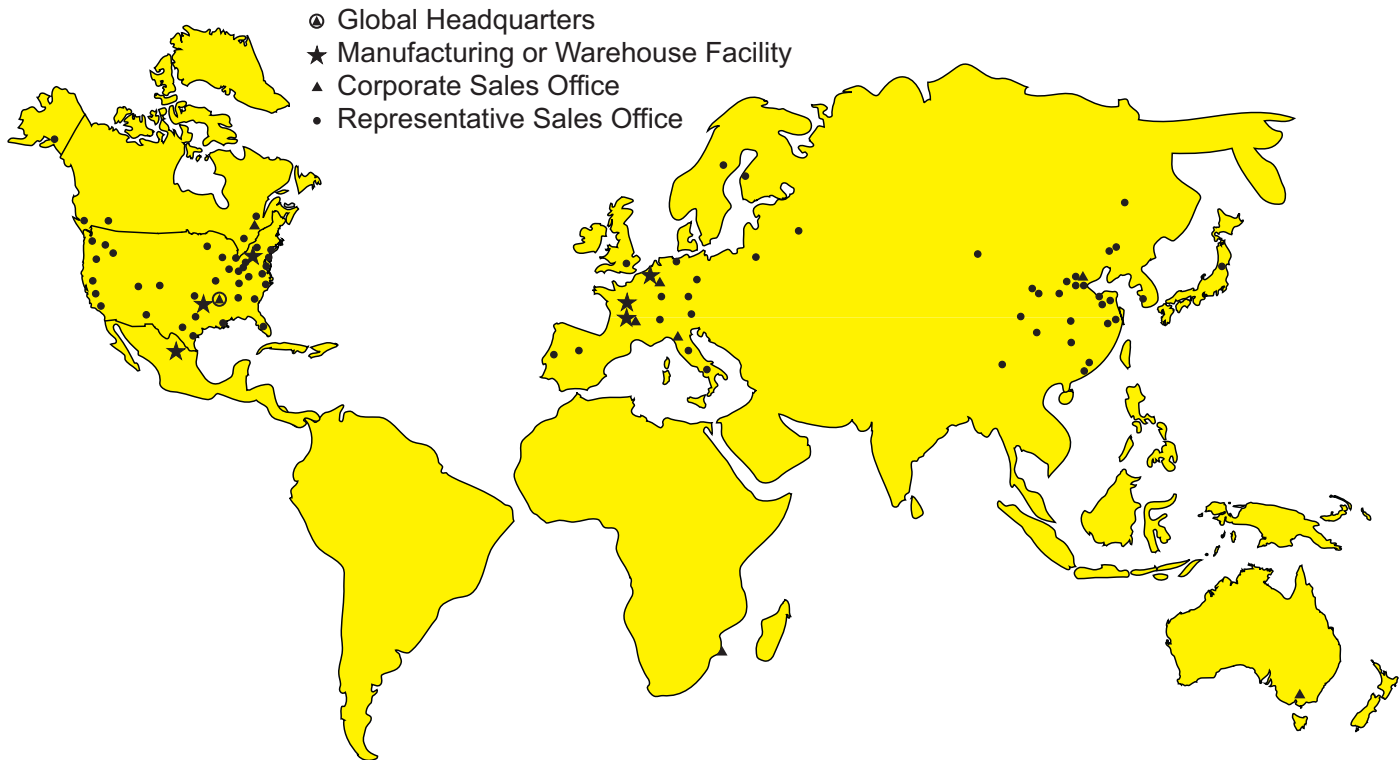 Global Headquarters
Manufacturing or Warehouse Facility
Corporate Sales Office
Representative Sales Office